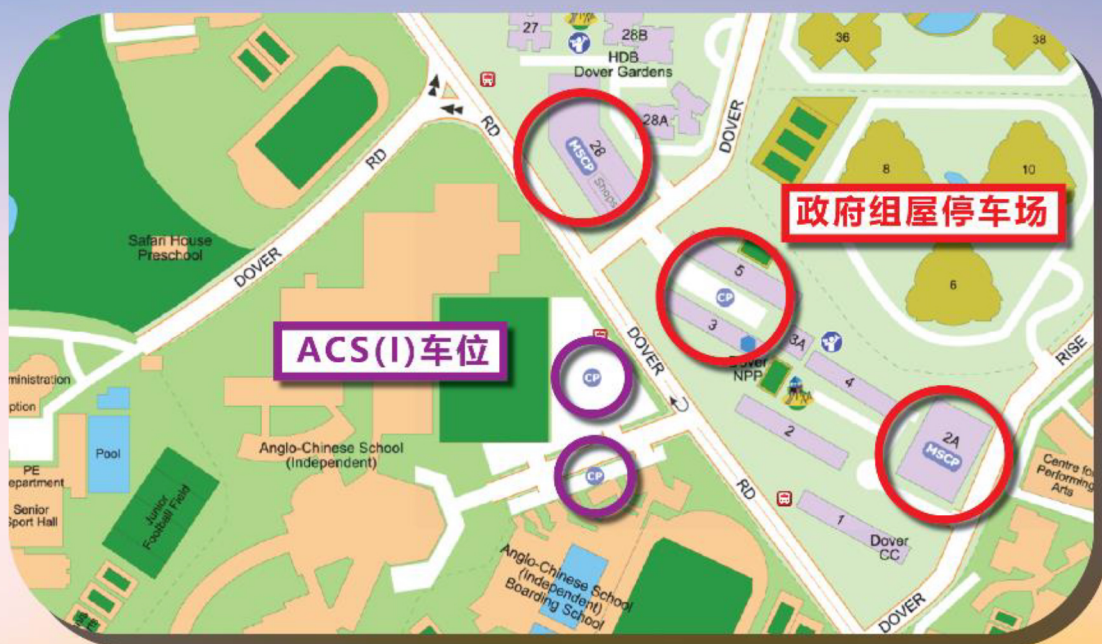 27
28B
HDB
Dover Gardens
36
38
RD
DOVER
28A
2B
MSCP
Shops
8
10
RD
政府组屋停车场
Safari House
Preschool
DOVER
5
CP
3
6
ACS(I)车位
DOVER
3A
RISE
Dover
NPP
4
CP
ministration
ption
2
2A
MSCP
Anglo-Chinese School
(Independent)
Pool
CP
PE
epartment
Senior
Sport Hall
Junior
Football Field
RD
Centre for
Performing
Arts
1
Dover
CC
Anglo-Chinese School
(Independent)
Boarding School
DOVER